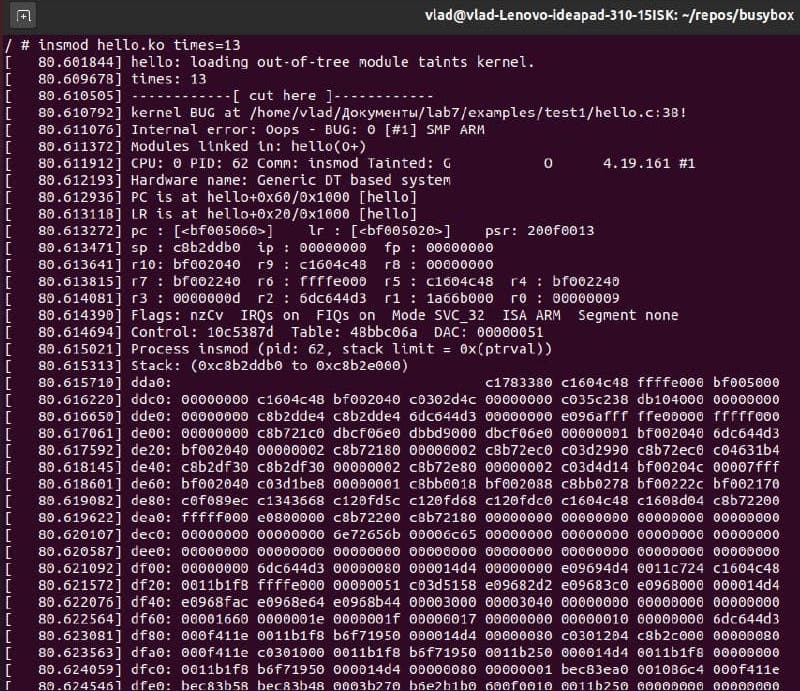 vlad@vlad-Lenovo-ideapad-310-15ISK: ~/repos/busybox
/ # insmod hello.ko times=13
[   80.601844] hello: loading out-of-tree module taints kernel.
[   80.609678] times: 13
[   80.610505] ------------[ cut here ]------------
[   80.610792] kernel BUG at /home/vlad/Документы/lab7/examples/test1/hello.c:38!
[   80.611076] Internal error: Oops - BUG: 0 [#1] SMP ARM
[   80.611372] Modules linked in: hello(O+)
[   80.611912] CPU: 0 PID: 62 Comm: insmod Tainted: G           O      4.19.161 #1
[   80.612193] Hardware name: Generic DT based system
[   80.612936] PC is at hello+0x60/0x1000 [hello]
[   80.613118] LR is at hello+0x20/0x1000 [hello]
[   80.613272] pc : [<bf005060>]    lr : [<bf005020>]    psr: 200f0013
[   80.613471] sp : c8b2ddb0  ip : 00000000  fp : 00000000
[   80.613641] r10: bf002040  r9 : c1604c48  r8 : 00000000
[   80.613815] r7 : bf002240  r6 : ffffe000  r5 : c1604c48  r4 : bf002240
[   80.614081] r3 : 0000000d  r2 : 6dc644d3  r1 : 1a66b000  r0 : 00000009
[   80.614390] Flags: nzCv  IRQs on  FIQs on  Mode SVC_32  ISA ARM  Segment none
[   80.614694] Control: 10c5387d  Table: 48bbc06a  DAC: 00000051
[   80.615021] Process insmod (pid: 62, stack limit = 0x(ptrval))
[   80.615313] Stack: (0xc8b2ddb0 to 0xc8b2e000)
[   80.615710] dda0:                                     c1783380 c1604c48 ffffe000 bf005000
[   80.616220] ddc0: 00000000 c1604c48 bf002040 c0302d4c 00000000 c035c238 db104000 00000000
[   80.616650] dde0: 00000000 c8b2dde4 c8b2dde4 6dc644d3 00000000 e096afff ffe00000 fffff000
[   80.617061] de00: 00000000 c8b721c0 dbcf06e0 dbbd9000 dbcf06e0 00000001 bf002040 6dc644d3
[   80.617592] de20: bf002040 00000002 c8b72180 00000002 c8b72ec0 c03d2990 c8b72ec0 c04631b4
[   80.618145] de40: c8b2df30 c8b2df30 00000002 c8b72e80 00000002 c03d4d14 bf00204c 00007fff
[   80.618601] de60: bf002040 c03d1be8 00000001 c8bb0018 bf002088 c8bb0278 bf00222c bf002170
[   80.619082] de80: c0f089ec c1343668 c120fd5c c120fd68 c120fdc0 c1604c48 c1608d04 c8b72200
[   80.619622] dea0: fffff000 e0800000 c8b72200 c8b72180 00000000 00000000 00000000 00000000
[   80.620107] dec0: 00000000 00000000 6e72656b 00006c65 00000000 00000000 00000000 00000000
[   80.620587] dee0: 00000000 00000000 00000000 00000000 00000000 00000000 00000000 00000000
[   80.621092] df00: 00000000 6dc644d3 00000080 000014d4 00000000 e09694d4 0011c724 c1604c48
[   80.621572] df20: 0011b1f8 ffffe000 00000051 c03d5158 e09682d2 e09683c0 e0968000 000014d4
[   80.622076] df40: e0968fac e0968e64 e0968b44 00003000 00003040 00000000 00000000 00000000
[   80.622564] df60: 00001660 0000001e 0000001f 00000017 00000000 00000010 00000000 6dc644d3
[   80.623081] df80: 000f411e 0011b1f8 b6f71950 000014d4 00000080 c0301204 c8b2c000 00000080
[   80.623563] dfa0: 000f411e c0301000 0011b1f8 b6f71950 0011b250 000014d4 0011b1f8 00000000
[   80.624059] dfc0: 0011b1f8 b6f71950 000014d4 00000080 00000001 bec83ea0 001086c4 000f411e
[   80.624546] dfe0: bec83b58 bec83b48 0003b270 b6e2b1b0 600f0010 0011b250 00000000 00000000